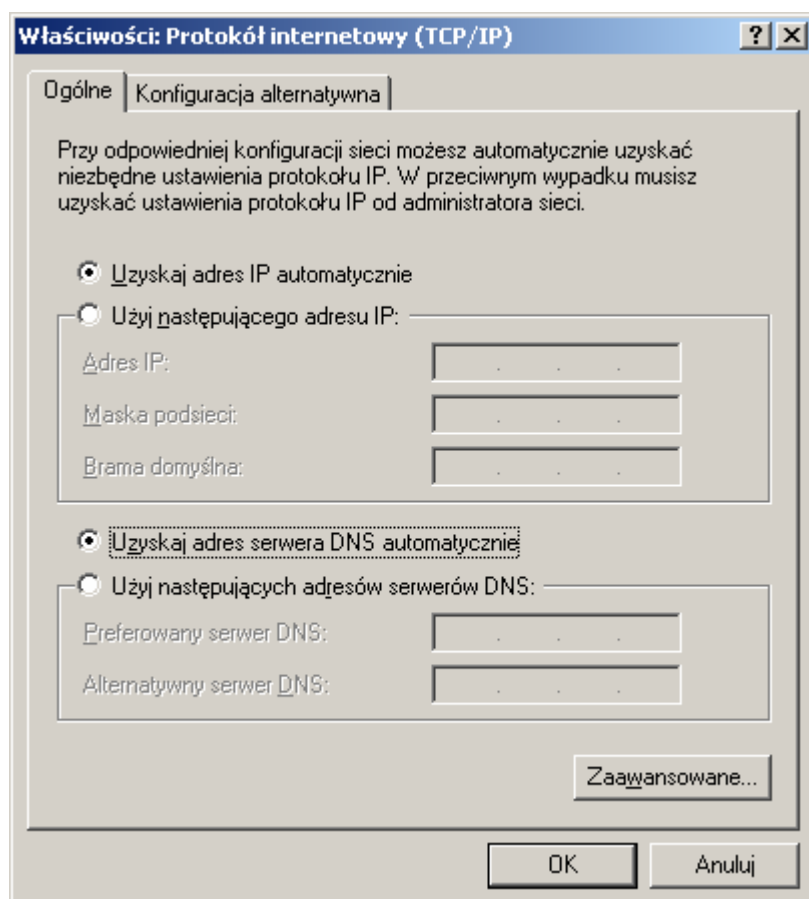 Właściwości: Protokół internetowy (TCP/IP)
Ogólne
Konfiguracja alternatywna
Przy odpowiedniej konfiguracji sieci możesz automatycznie uzyskać
niezbędne ustawienia protokołu IP. W przeciwnym wypadku musisz
uzyskać ustawienia protokołu IP od administratora sieci.
Uzyskaj adres IP automatycznie
Użyj następującego adresu IP:
Adres IP:
Maska podsieci:
Brama domyślna:
Uzyskaj adres serwera DNS automatycznie
Użyj następujących adresów serwerów DNS:
Preferowany serwer DNS:
Alternatywny serwer DNS:
Zaawansowane...
OK
Anuluj